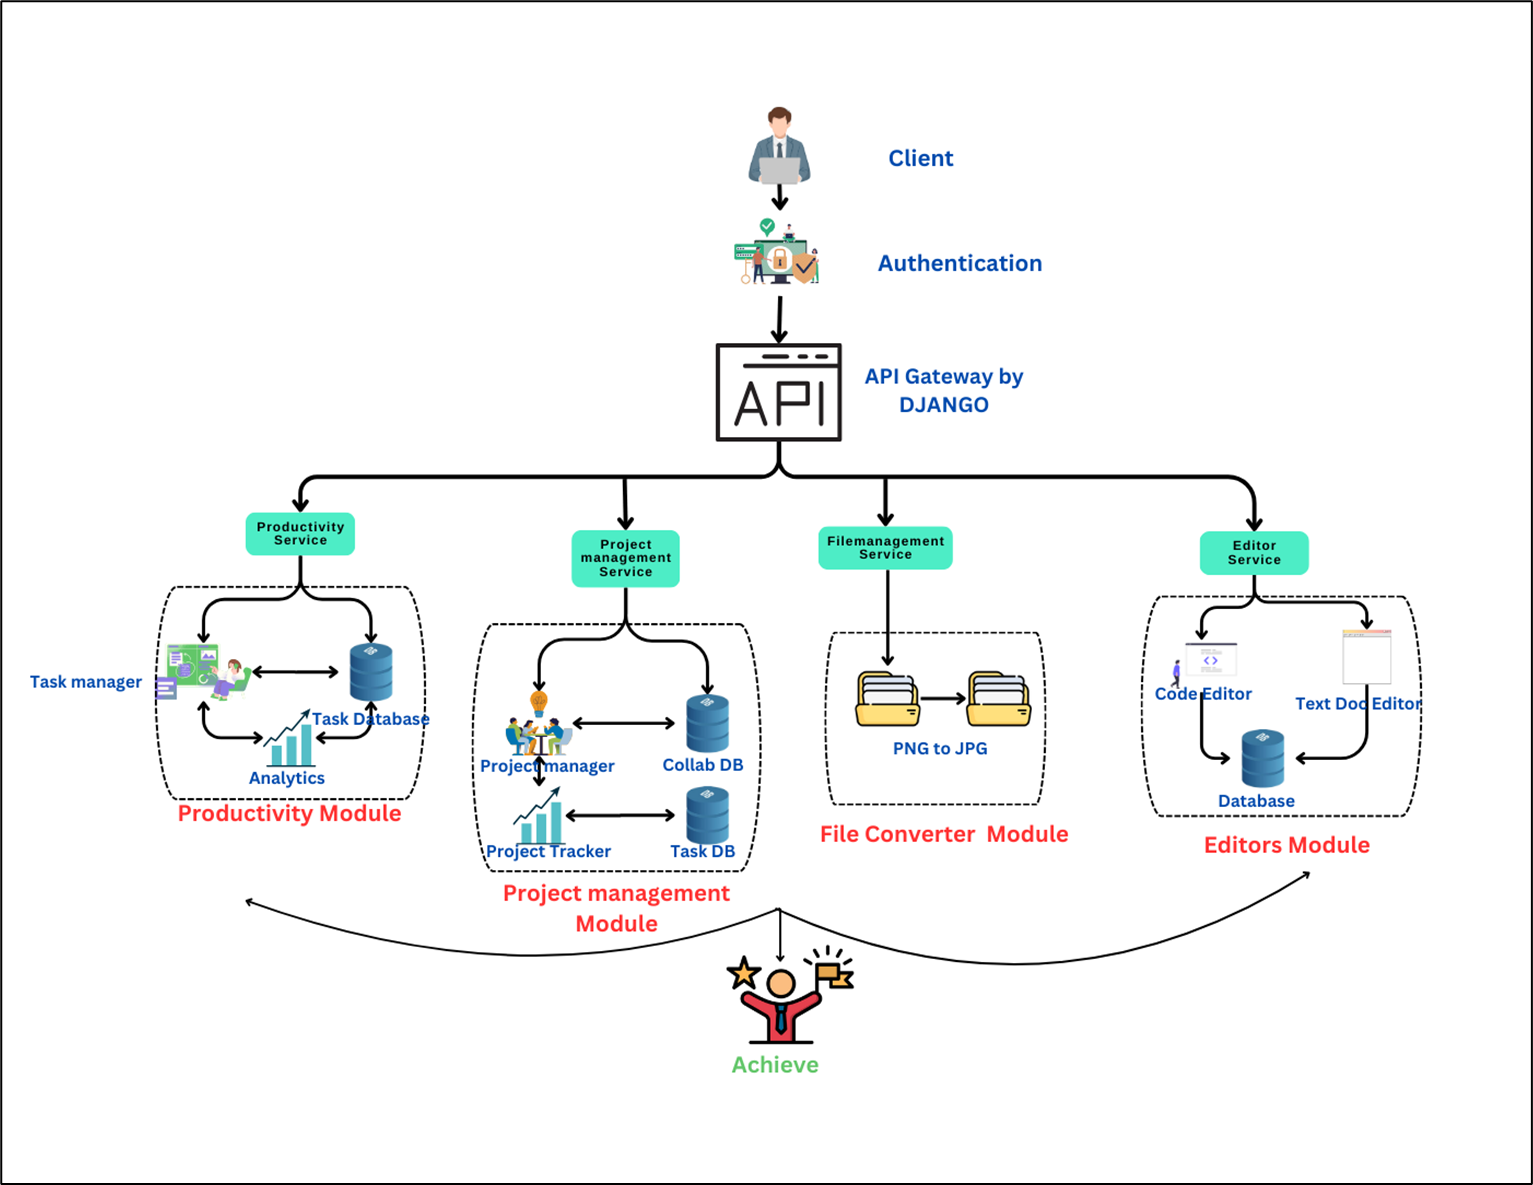 Client
Authentication
API
API Gateway by
DJANGO
Productivity
Service
Project
management
Service
Filemanagement
Service
Editor
Service
Task manager
Task Database
Analytics
Productivity Module
Project manager
Collab DB
Project Tracker
Task DB
Project management
Module
PNG to JPG
File Converter  Module
Code Editor
Text Doc Editor
Database
Editors Module
Achieve